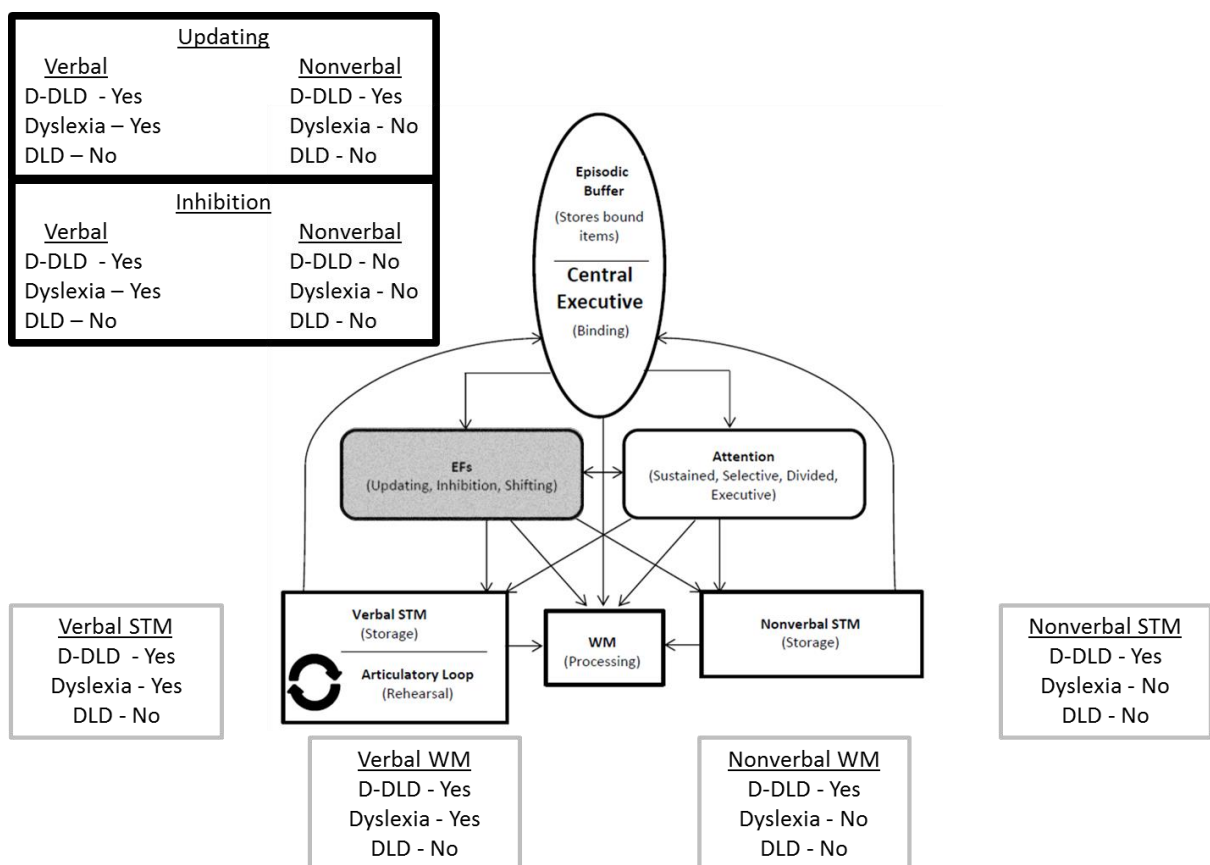 Updating
Verbal Nonverbal
D-DLD - Yes D-DLD - Yes
Dyslexia – Yes Dyslexia - No
DLD – No DLD - No
Inhibition
Verbal Nonverbal
D-DLD - Yes D-DLD - No
Dyslexia – Yes Dyslexia - No
DLD – No DLD - No
Episodic
Buffer
(Stores bound
items)
Central
Executive
(Binding)
EFs
(Updating, Inhibition, Shifting)
Attention
(Sustained, Selective, Divided,
Executive)
Verbal STM
(Storage)
Articulatory Loop
(Rehearsal)
WM
(Processing)
Nonverbal STM
(Storage)
Verbal STM
D-DLD - Yes
Dyslexia - Yes
DLD - No
Nonverbal STM
D-DLD - Yes
Dyslexia - No
DLD - No
Verbal WM
D-DLD - Yes
Dyslexia - Yes
DLD - No
Nonverbal WM
D-DLD - Yes
Dyslexia - No
DLD - No